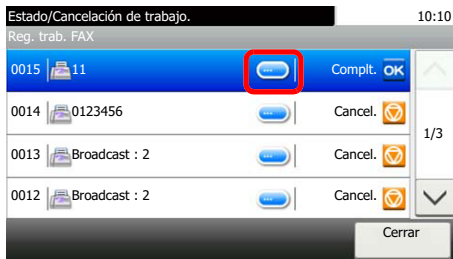 Estado/Cancelación de trabajo. 10:10
Reg. trab. FAX
0015 11 ... Complt. OK
0014 0123456 ... Cancel.
0013 Broadcast : 2 ... Cancel.
1/3
0012 Broadcast : 2 ... Cancel.
Cerrar